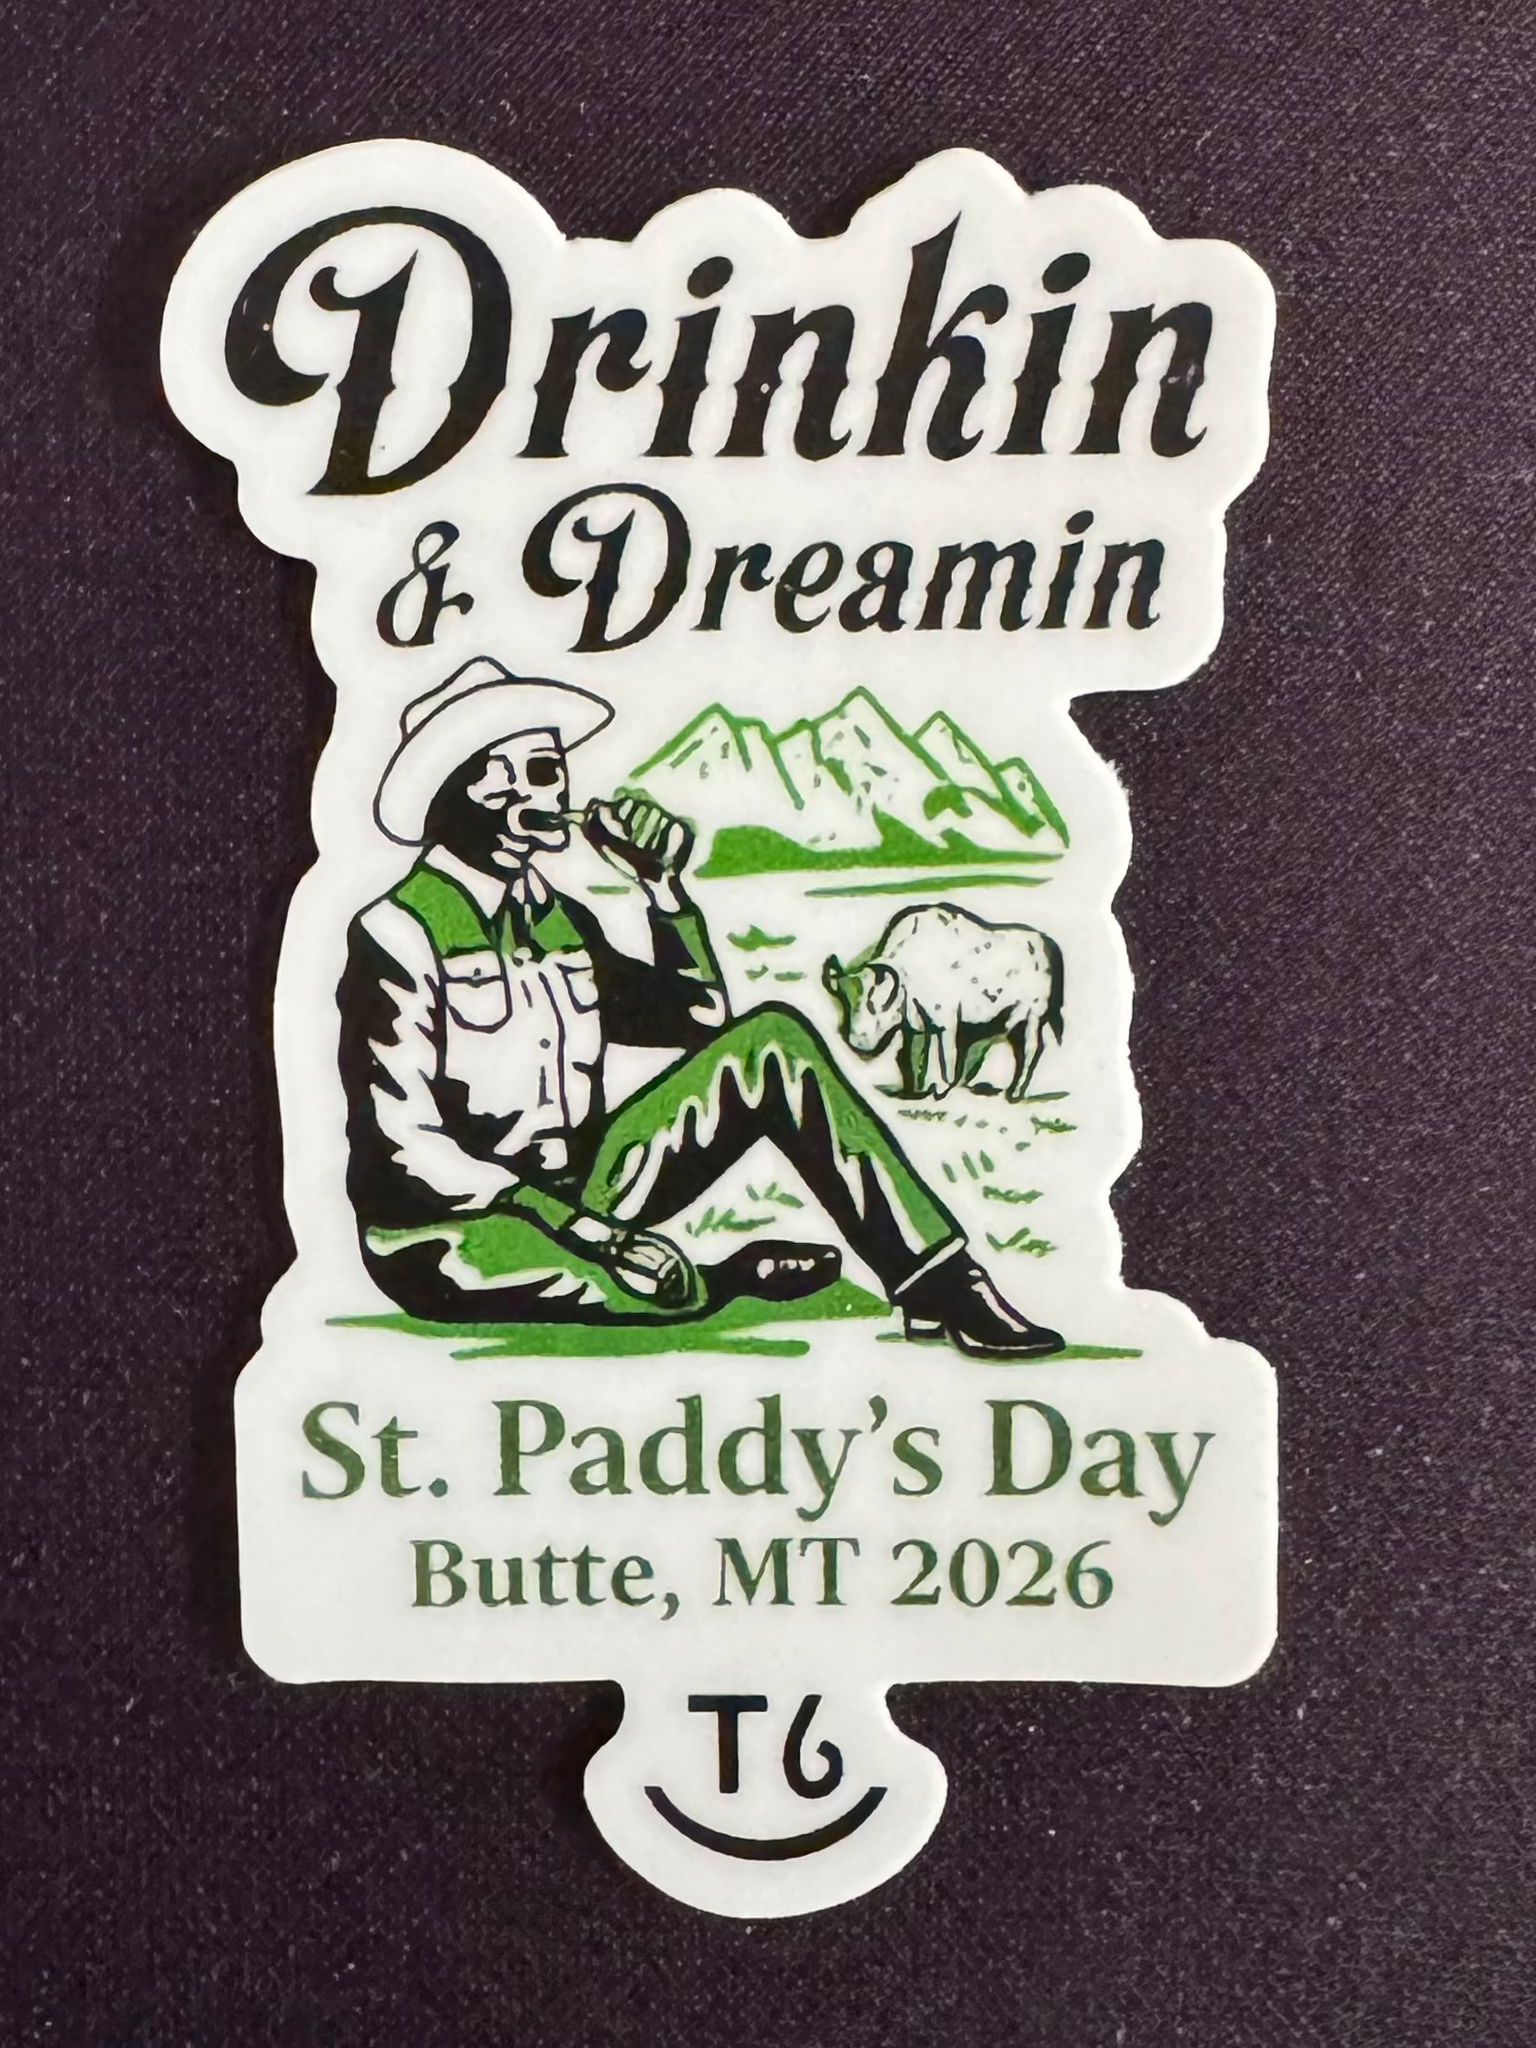 Drinkin
& Dreamin
St. Paddy's Day
Butte, MT 2026
T6